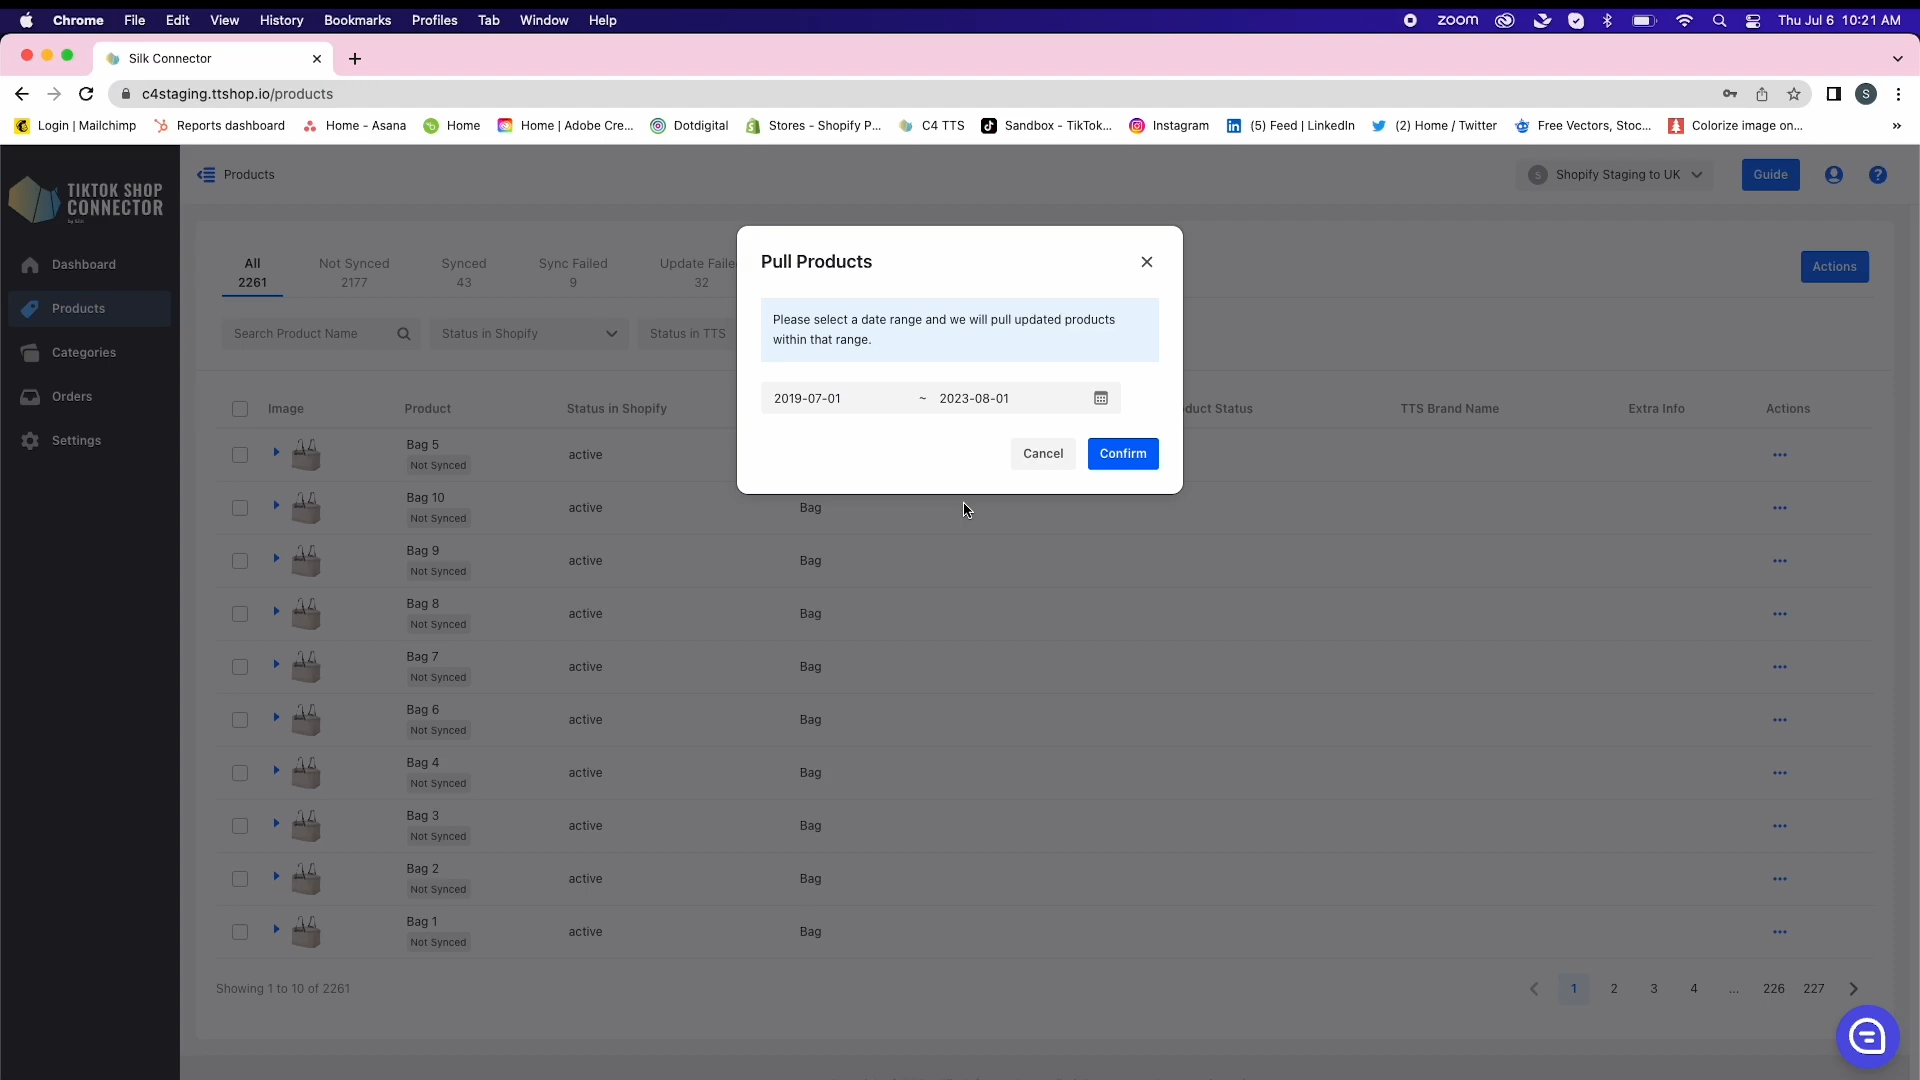 Chrome File Edit View History Bookmarks Profiles Tab Window Help zoom Thu Jul 6 10:21 AM
Silk Connector
c4staging.ttshop.io/products S
Login | Mailchimp Reports dashboard Home - Asana Home Home | Adobe Cre... Dotdigital Stores - Shopify P... C4 TTS Sandbox - TikTok... Instagram (5) Feed | LinkedIn (2) Home / Twitter Free Vectors, Stoc... Colorize image on... »
TIKTOK SHOP
CONNECTOR
Products S Shopify Staging to UK Guide ?
Dashboard
Products
Categories
Orders
Settings
All Not Synced Synced Sync Failed Update Faile
2261 2177 43 9 32
Actions
Search Product Name Status in Shopify Status in TTS
Pull Products
Please select a date range and we will pull updated products
within that range.
2019-07-01 ~ 2023-08-01
Cancel Confirm
Image Product Status in Shopify duct Status TTS Brand Name Extra Info Actions
Bag 5
Not Synced
active
Bag 10
Not Synced
active Bag
Bag 9
Not Synced
active Bag
Bag 8
Not Synced
active Bag
Bag 7
Not Synced
active Bag
Bag 6
Not Synced
active Bag
Bag 4
Not Synced
active Bag
Bag 3
Not Synced
active Bag
Bag 2
Not Synced
active Bag
Bag 1
Not Synced
active Bag
Showing 1 to 10 of 2261 1 2 3 4 ... 226 227